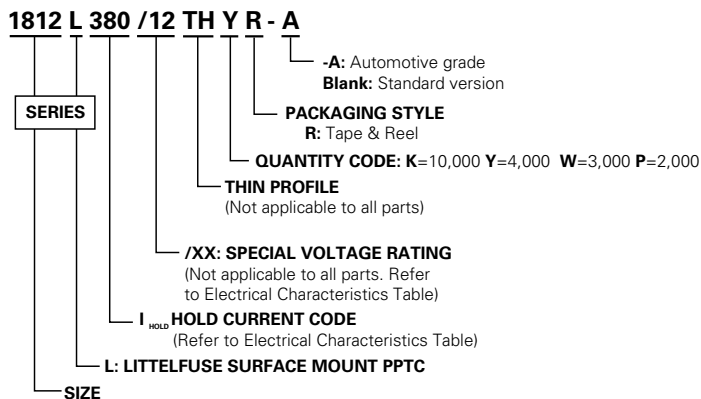 1812 L 380 /12 TH Y R - A
-A: Automotive grade
Blank: Standard version
SERIES
PACKAGING STYLE
R: Tape & Reel
QUANTITY CODE: K=10,000 Y=4,000 W=3,000 P=2,000
THIN PROFILE
(Not applicable to all parts)
/XX: SPECIAL VOLTAGE RATING
(Not applicable to all parts. Refer
to Electrical Characteristics Table)
I HOLD HOLD CURRENT CODE
(Refer to Electrical Characteristics Table)
L: LITTELFUSE SURFACE MOUNT PPTC
SIZE